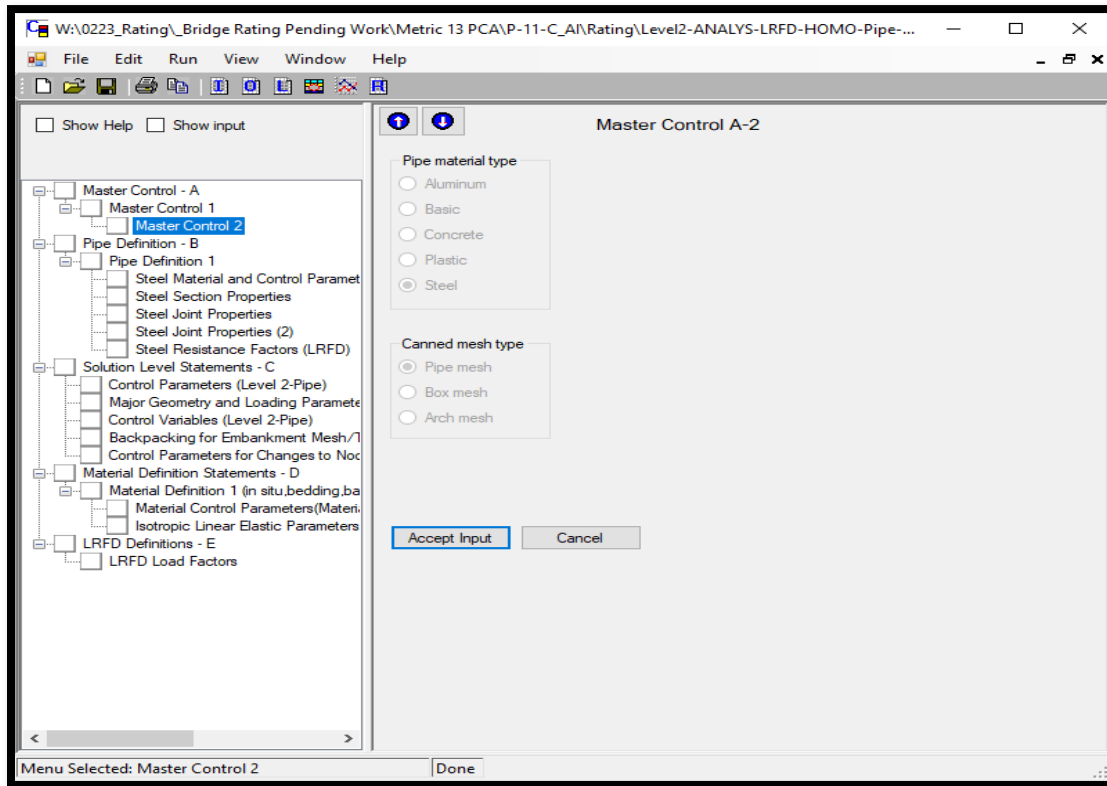 W:\0223_Rating\_Bridge Rating Pending Work\Metric 13 PCA\P-11-C_AI\Rating\Level2-ANALYS-LRFD-HOMO-Pipe-...
File Edit Run View Window Help
Show Help Show input
Master Control A-2
Master Control - A
Master Control 1
Master Control 2
Pipe Definition - B
Pipe Definition 1
Steel Material and Control Paramet
Steel Section Properties
Steel Joint Properties
Steel Joint Properties (2)
Steel Resistance Factors (LRFD)
Solution Level Statements - C
Control Parameters (Level 2-Pipe)
Major Geometry and Loading Paramete
Control Variables (Level 2-Pipe)
Backpacking for Embankment Mesh/T
Control Parameters for Changes to Noc
Material Definition Statements - D
Material Definition 1 (in situ,bedding,ba
Material Control Parameters(Materi
Isotropic Linear Elastic Parameters
LRFD Definitions - E
LRFD Load Factors
Pipe material type
Aluminum
Basic
Concrete
Plastic
Steel
Canned mesh type
Pipe mesh
Box mesh
Arch mesh
Accept Input Cancel
Menu Selected: Master Control 2 Done